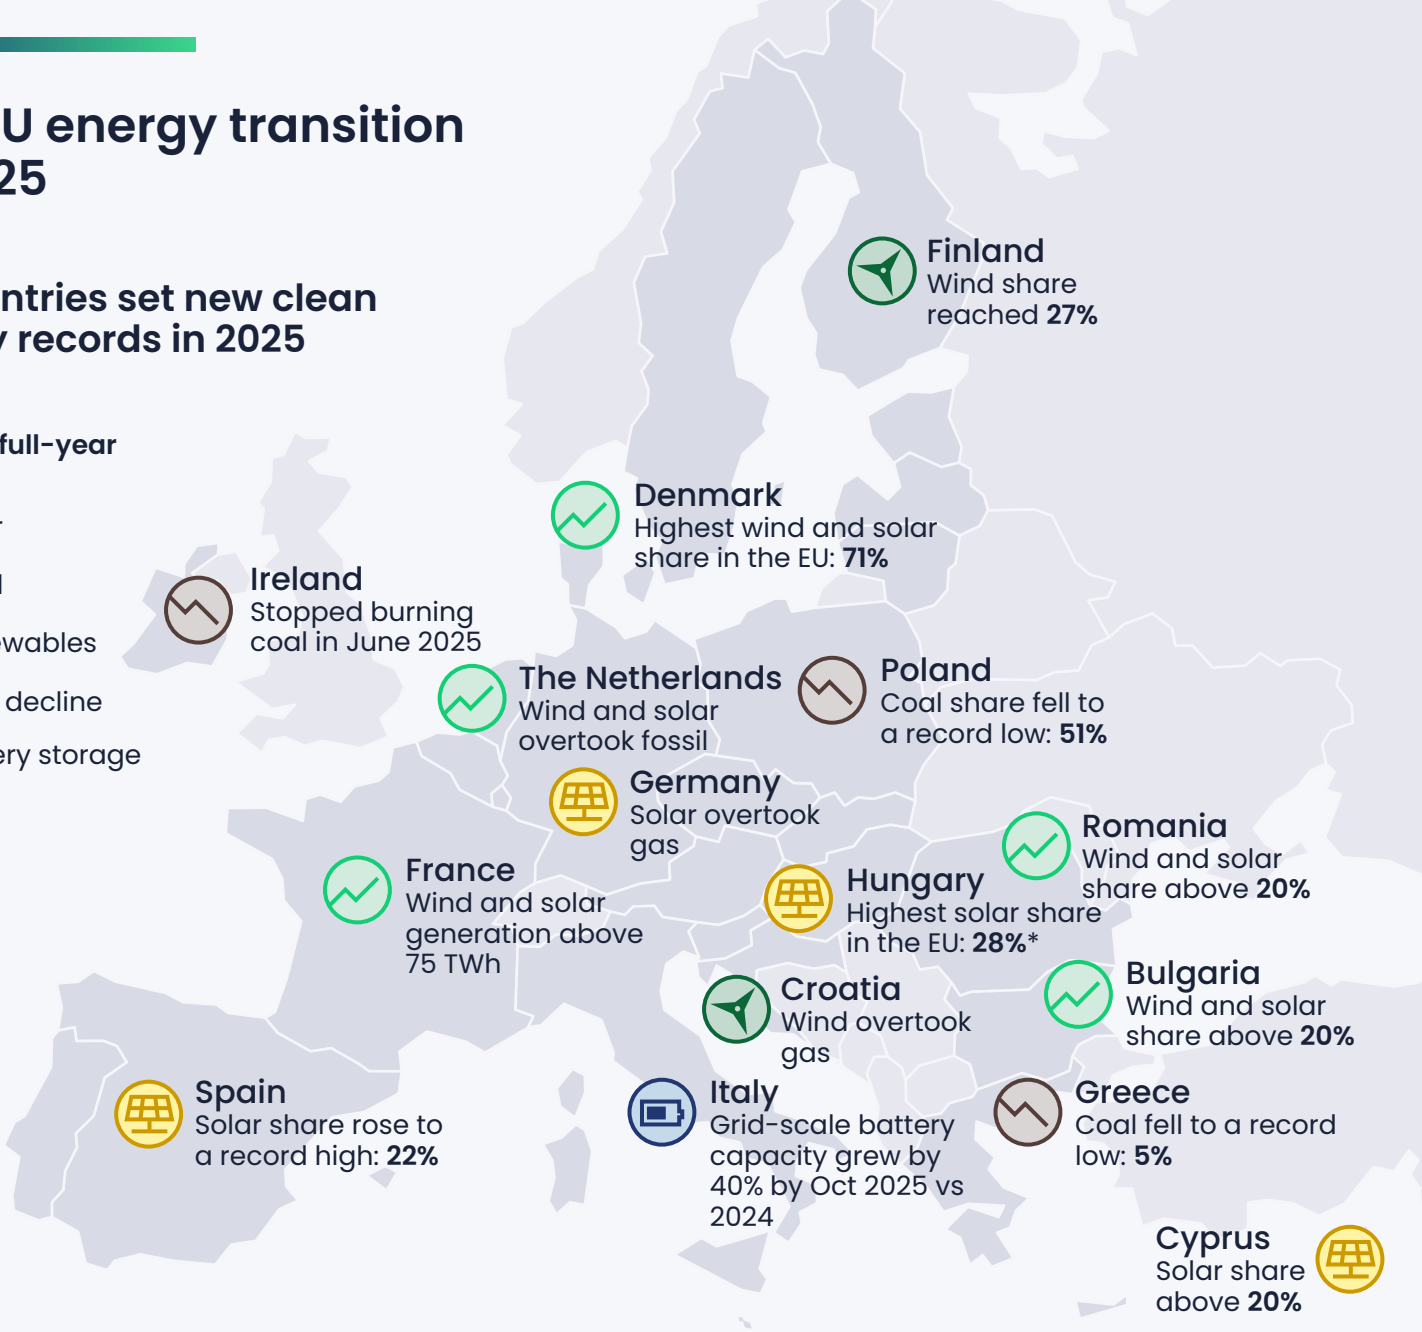 U energy transition
25
ntries set new clean
y records in 2025
full-year
ewables
decline
ery storage
Finland
Wind share
reached 27%
Denmark
Highest wind and solar
share in the EU: 71%
Ireland
Stopped burning
coal in June 2025
The Netherlands
Wind and solar
overtook fossil
Poland
Coal share fell to
a record low: 51%
Germany
Solar overtook
gas
Romania
Wind and solar
share above 20%
France
Wind and solar
generation above
75 TWh
Hungary
Highest solar share
in the EU: 28%*
Bulgaria
Wind and solar
share above 20%
Croatia
Wind overtook
gas
Spain
Solar share rose to
a record high: 22%
Italy
Grid-scale battery
capacity grew by
40% by Oct 2025 vs
2024
Greece
Coal fell to a record
low: 5%
Cyprus
Solar share
above 20%